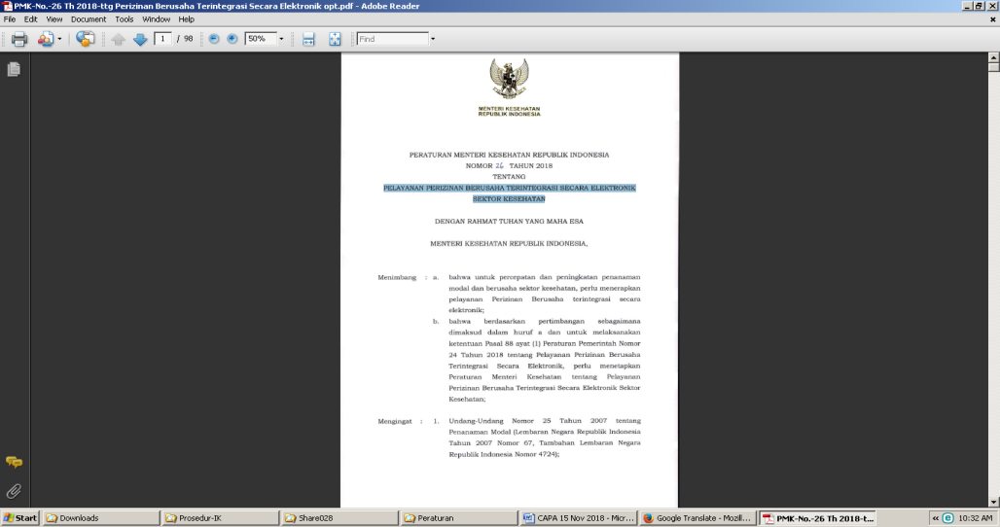 PMK-No.-26 Th 2018-ttg Perizinan Berusaha Terintegrasi Secara Elektronik opt.pdf - Adobe Reader
File Edit View Document Tools Window Help
1 / 98 50% Find
MENTERI KESEHATAN
REPUBLIK INDONESIA
PERATURAN MENTERI KESEHATAN REPUBLIK INDONESIA
NOMOR 26 TAHUN 2018
TENTANG
PELAYANAN PERIZINAN BERUSAHA TERINTEGRASI SECARA ELEKTRONIK
SEKTOR KESEHATAN
DENGAN RAHMAT TUHAN YANG MAHA ESA
MENTERI KESEHATAN REPUBLIK INDONESIA,
Menimbang : a. bahwa untuk percepatan dan peningkatan penanaman
modal dan berusaha sektor kesehatan, perlu menerapkan
pelayanan Perizinan Berusaha terintegrasi secara
elektronik;
b. bahwa berdasarkan pertimbangan sebagaimana
dimaksud dalam huruf a dan untuk melaksanakan
ketentuan Pasal 88 ayat (1) Peraturan Pemerintah Nomor
24 Tahun 2018 tentang Pelayanan Perizinan Berusaha
Terintegrasi Secara Elektronik, perlu menetapkan
Peraturan Menteri Kesehatan tentang Pelayanan
Perizinan Berusaha Terintegrasi Secara Elektronik Sektor
Kesehatan;
Mengingat : 1. Undang-Undang Nomor 25 Tahun 2007 tentang
Penanaman Modal (Lembaran Negara Republik Indonesia
Tahun 2007 Nomor 67, Tambahan Lembaran Negara
Republik Indonesia Nomor 4724);
Start Downloads Prosedur-IK Share028 Peraturan CAPA 15 Nov 2018 - Micr... Google Translate - Mozill... PMK-No.-26 Th 2018-t... « 10:32 AM